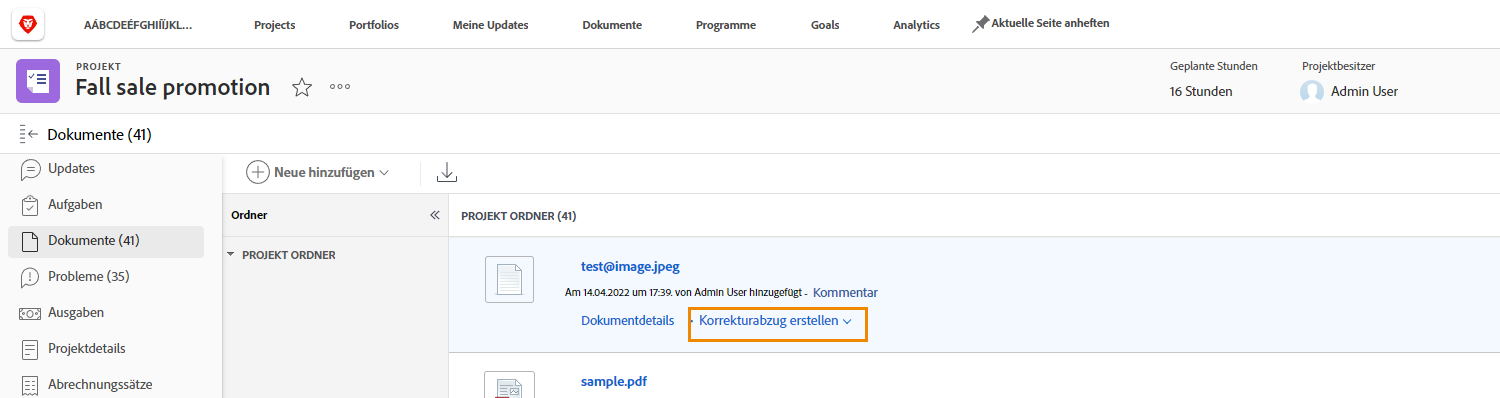 AÁBCDEÉFGHIÍÏJKL... Projects Portfolios Meine Updates Dokumente Programme Goals Analytics Aktuelle Seite anheften
PROJEKT
Fall sale promotion
Geplante Stunden
16 Stunden
Projektbesitzer
Admin User
Dokumente (41)
Updates
Aufgaben
Dokumente (41)
Probleme (35)
Ausgaben
Projektdetails
Abrechnungssätze
Neue hinzufügen
Ordner
PROJEKT ORDNER
PROJEKT ORDNER (41)
test@image.jpeg
Am 14.04.2022 um 17:39. von Admin User hinzugefügt - Kommentar
Dokumentdetails · Korrekturabzug erstellen
sample.pdf